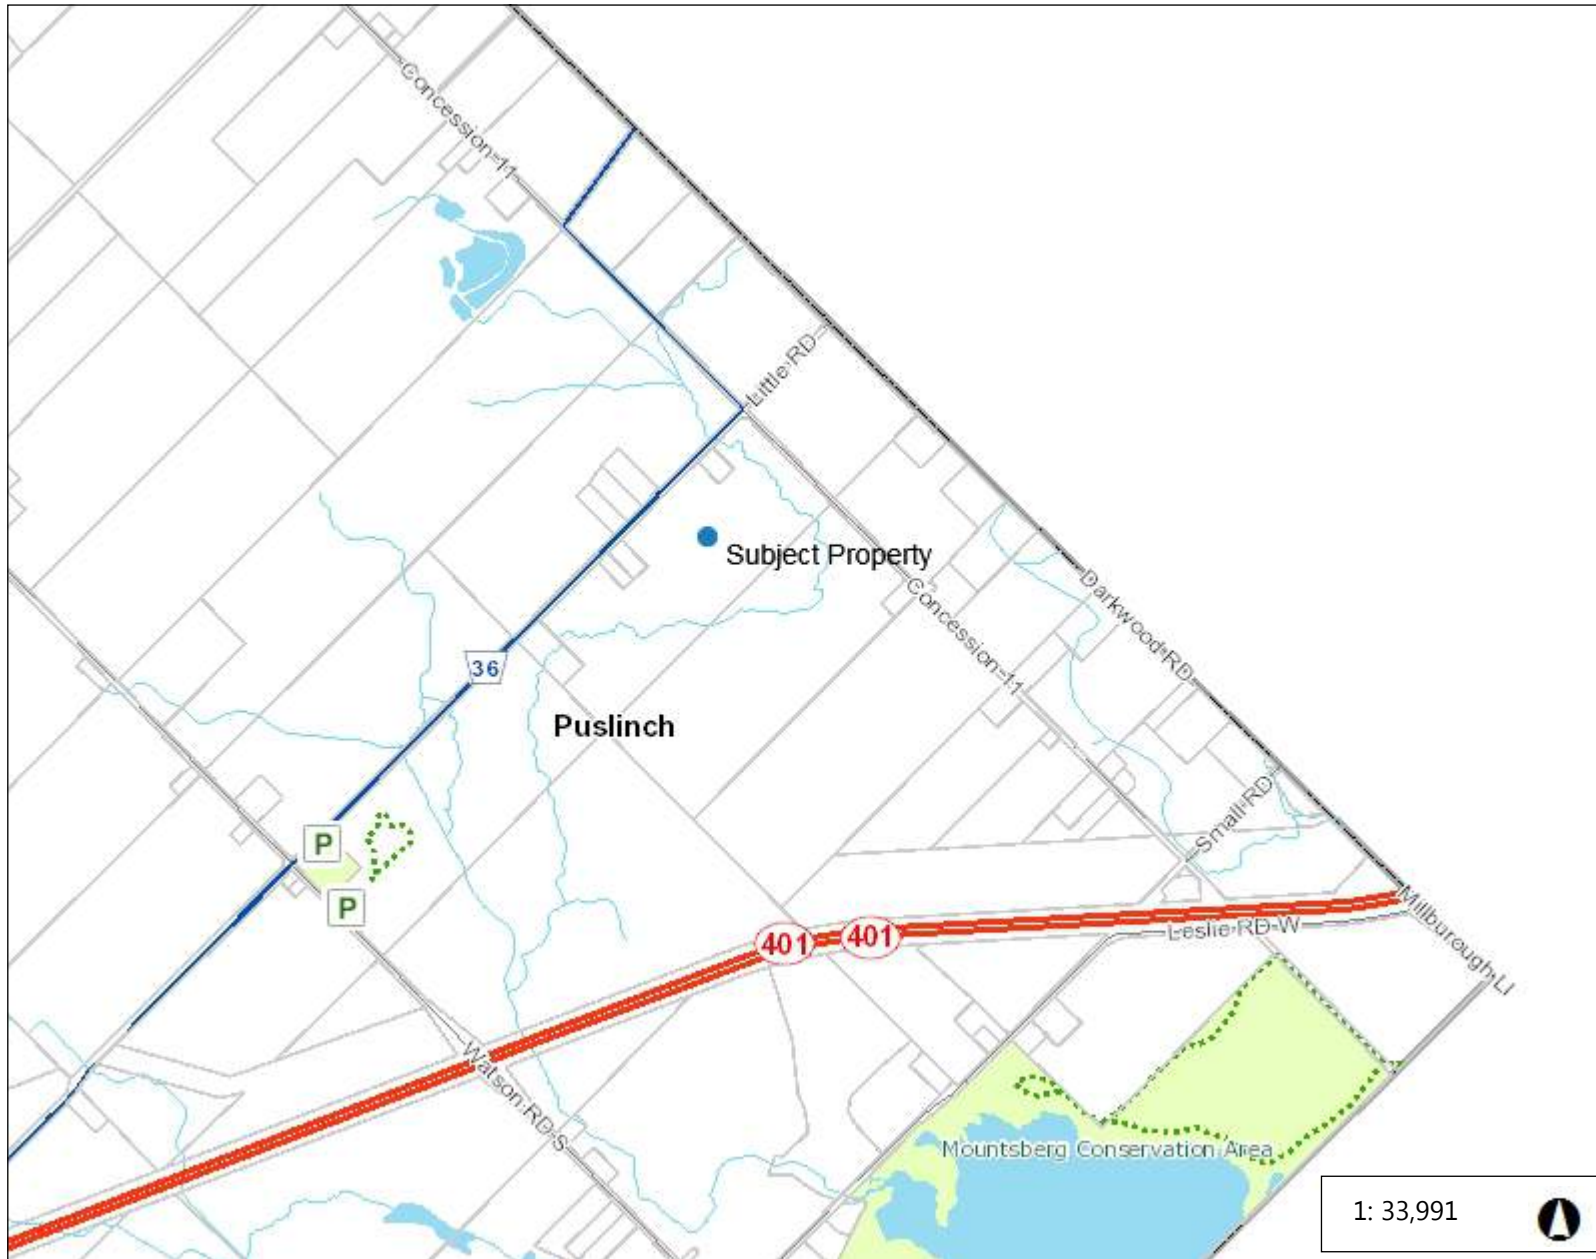 Concession-11
Little RD
Subject Property
Concession-11
Darkwood RD
36
Puslinch
Small RD
P
P
401
401
Leslie RD W
Millburough LI
Watson RD S
Mountsberg Conservation Area
1: 33,991